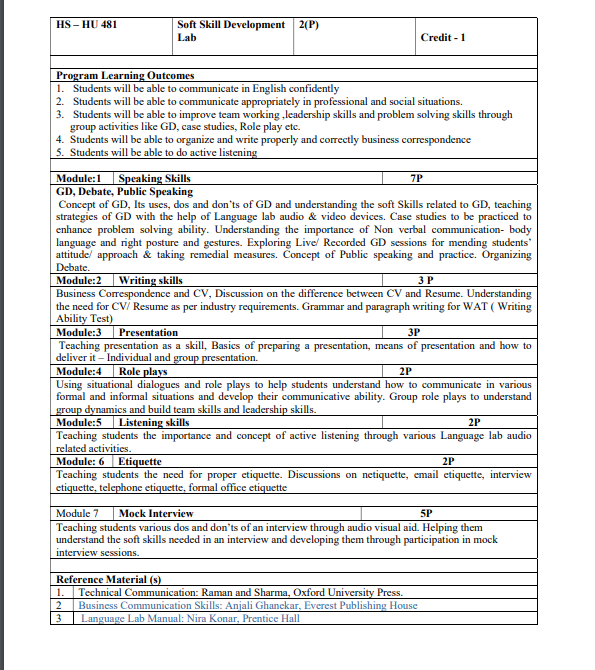 HS – HU 481 Soft Skill Development 2(P)
Lab Credit - 1
Program Learning Outcomes
1. Students will be able to communicate in English confidently
2. Students will be able to communicate appropriately in professional and social situations.
3. Students will be able to improve team working ,leadership skills and problem solving skills through
group activities like GD, case studies, Role play etc.
4. Students will be able to organize and write properly and correctly business correspondence
5. Students will be able to do active listening
Module:1 Speaking Skills 7P
GD, Debate, Public Speaking
Concept of GD, Its uses, dos and don'ts of GD and understanding the soft Skills related to GD, teaching
strategies of GD with the help of Language lab audio & video devices. Case studies to be practiced to
enhance problem solving ability. Understanding the importance of Non verbal communication- body
language and right posture and gestures. Exploring Live/ Recorded GD sessions for mending students'
attitude/ approach & taking remedial measures. Concept of Public speaking and practice. Organizing
Debate.
Module:2 Writing skills 3 P
Business Correspondence and CV, Discussion on the difference between CV and Resume. Understanding
the need for CV/ Resume as per industry requirements. Grammar and paragraph writing for WAT ( Writing
Ability Test)
Module:3 Presentation 3P
Teaching presentation as a skill, Basics of preparing a presentation, means of presentation and how to
deliver it – Individual and group presentation.
Module:4 Role plays 2P
Using situational dialogues and role plays to help students understand how to communicate in various
formal and informal situations and develop their communicative ability. Group role plays to understand
group dynamics and build team skills and leadership skills.
Module:5 Listening skills 2P
Teaching students the importance and concept of active listening through various Language lab audio
related activities.
Module: 6 Etiquette 2P
Teaching students the need for proper etiquette. Discussions on netiquette, email etiquette, interview
etiquette, telephone etiquette, formal office etiquette
Module 7 Mock Interview 5P
Teaching students various dos and don'ts of an interview through audio visual aid. Helping them
understand the soft skills needed in an interview and developing them through participation in mock
interview sessions.
Reference Material (s)
1. Technical Communication: Raman and Sharma, Oxford University Press.
2 Business Communication Skills: Anjali Ghanekar, Everest Publishing House
3 Language Lab Manual: Nira Konar, Prentice Hall